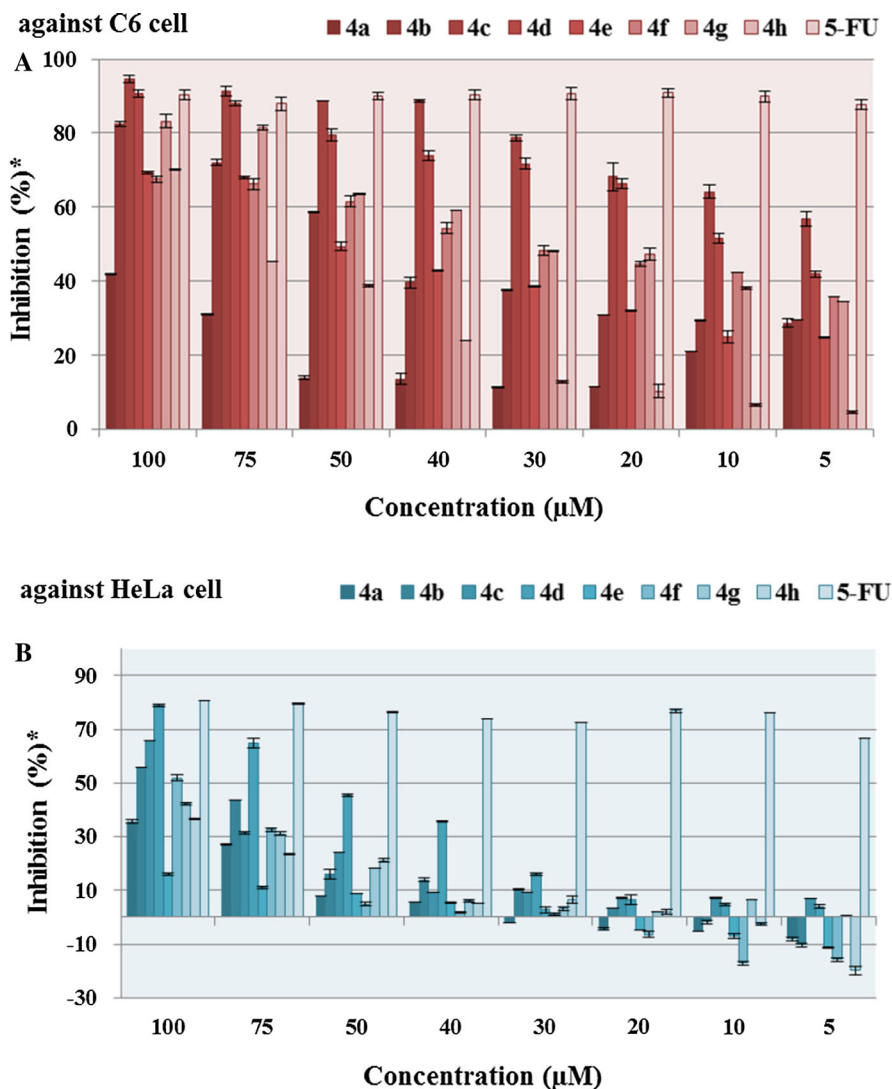 against C6 cell
4a 4b 4c 4d 4e 4f 4g 4h 5-FU
A
Inhibition (%)*
100
80
60
40
20
0
100 75 50 40 30 20 10 5
Concentration (µM)
against HeLa cell
4a 4b 4c 4d 4e 4f 4g 4h 5-FU
B
Inhibition (%)*
90
70
50
30
10
-10
-30
100 75 50 40 30 20 10 5
Concentration (µM)